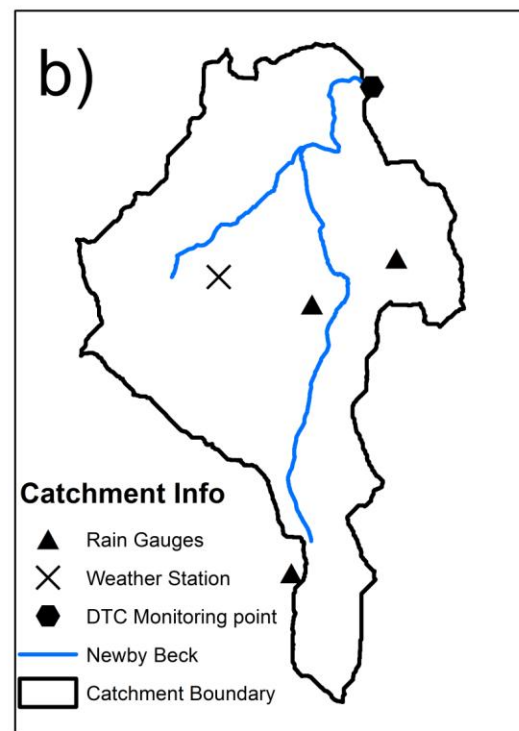 b)
Catchment Info
Rain Gauges
Weather Station
DTC Monitoring point
Newby Beck
Catchment Boundary